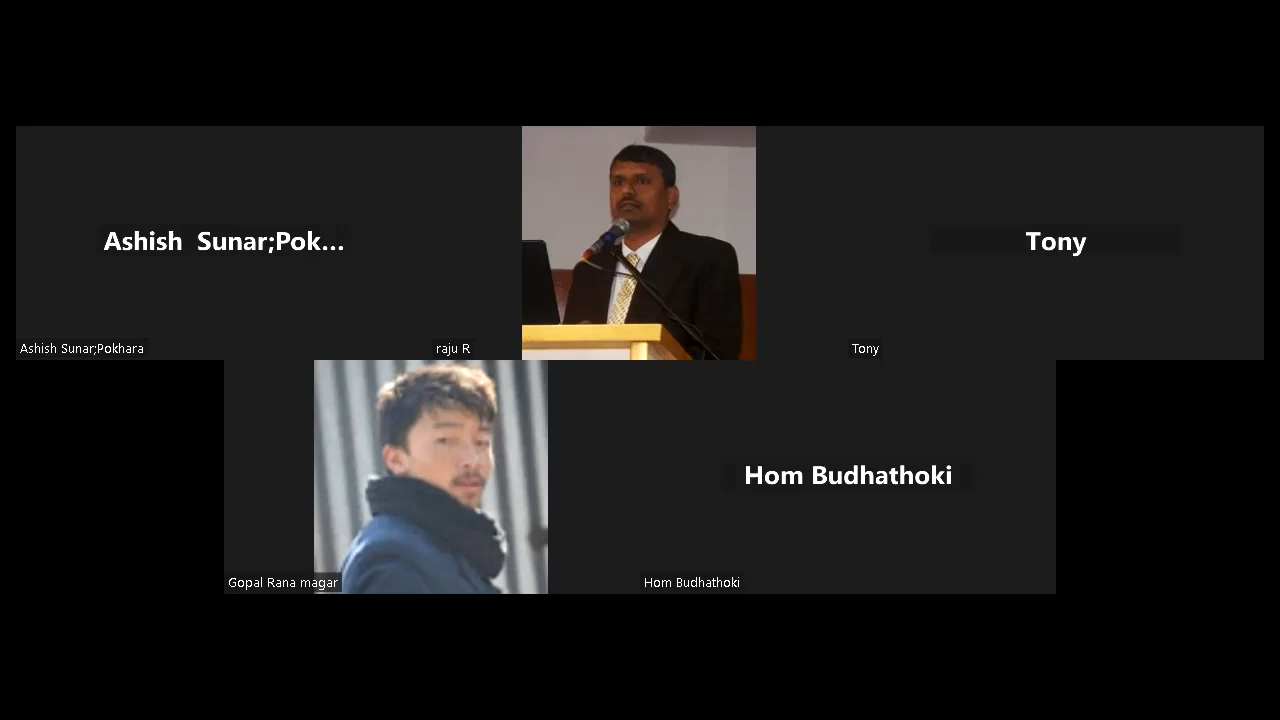 Ashish  Sunar;Pok...
Ashish Sunar;Pokhara
raju R
Tony
Tony
Gopal Rana magar
Hom Budhathoki
Hom Budhathoki